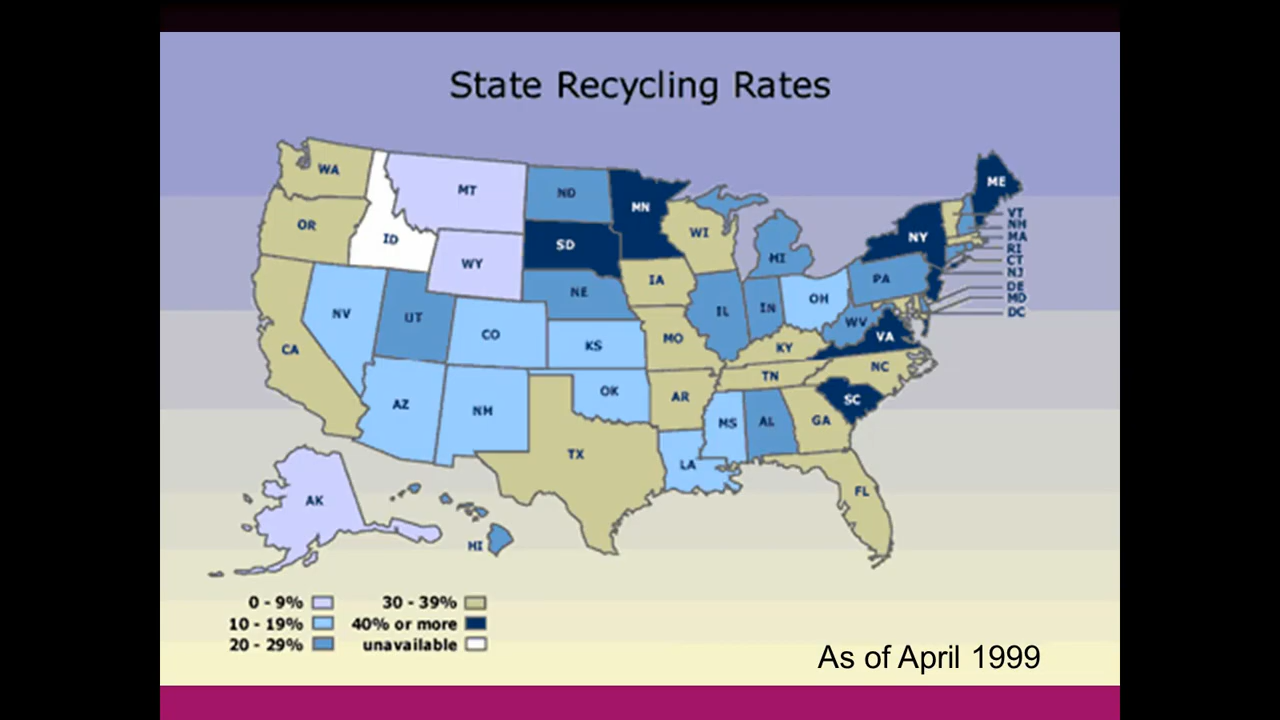 State Recycling Rates
WA
MT
ND
MN
ME
OR
ID
SD
WI
NY
VT
NH
MA
RI
CT
NJ
DE
MD
DC
WY
NE
IA
MI
PA
NV
UT
CO
KS
MO
IL
IN
OH
WV
VA
KY
CA
AZ
NH
OK
AR
TN
NC
SC
MS
AL
GA
TX
LA
FL
AK
HI
0 - 9%
30 - 39%
10 - 19%
40% or more
20 - 29%
unavailable
As of April 1999